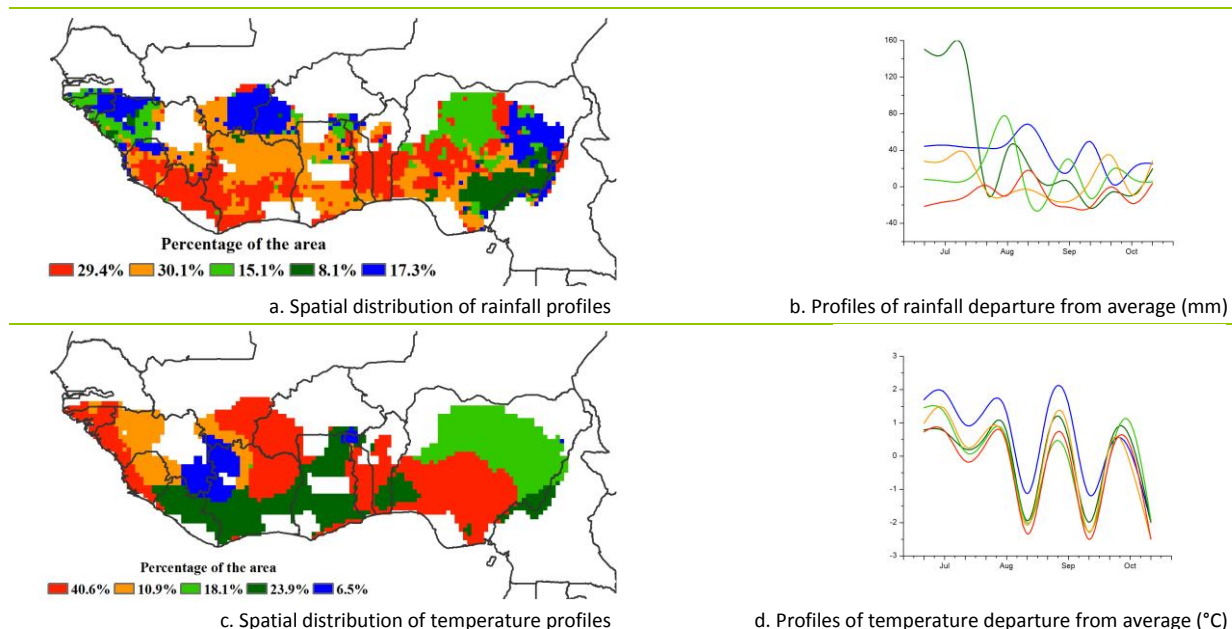 Percentage of the area
29.4% 30.1% 15.1% 8.1% 17.3%
a. Spatial distribution of rainfall profiles
160
120
80
40
0
-40
Jul Aug Sep Oct
b. Profiles of rainfall departure from average (mm)
Percentage of the area
40.6% 10.9% 18.1% 23.9% 6.5%
c. Spatial distribution of temperature profiles
3
2
1
0
-1
-2
-3
Jul Aug Sep Oct
d. Profiles of temperature departure from average (°C)